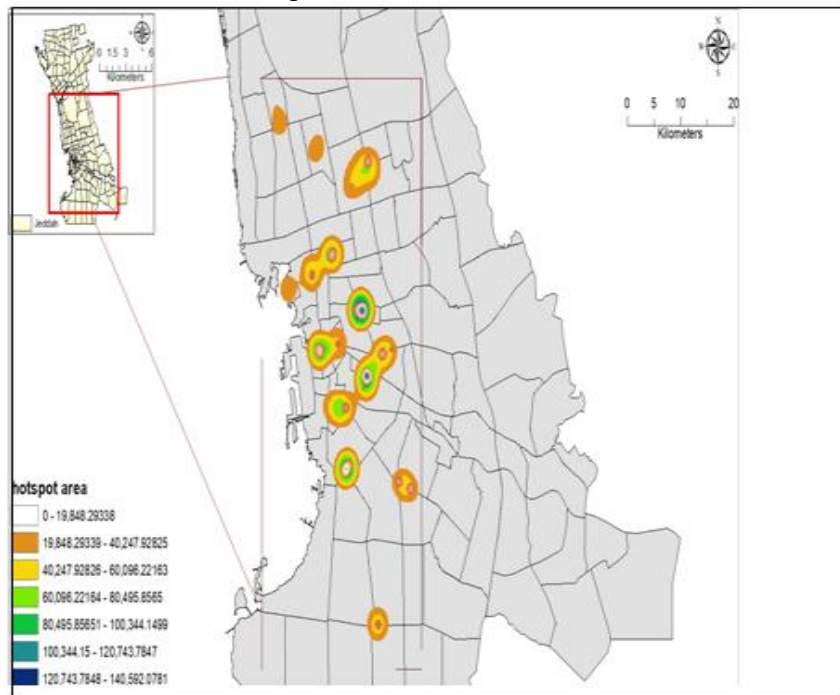 0 1.5 3 6
Kilometers
Jeddah
N
W E
S
0 5 10 20
Kilometers
hotspot area
0 - 19,848.29338
19,848.29339 - 40,247.92825
40,247.92826 - 60,096.22163
60,096.22164 - 80,495.8565
80,495.85651 - 100,344.1499
100,344.15 - 120,743.7847
120,743.7848 - 140,592.0781